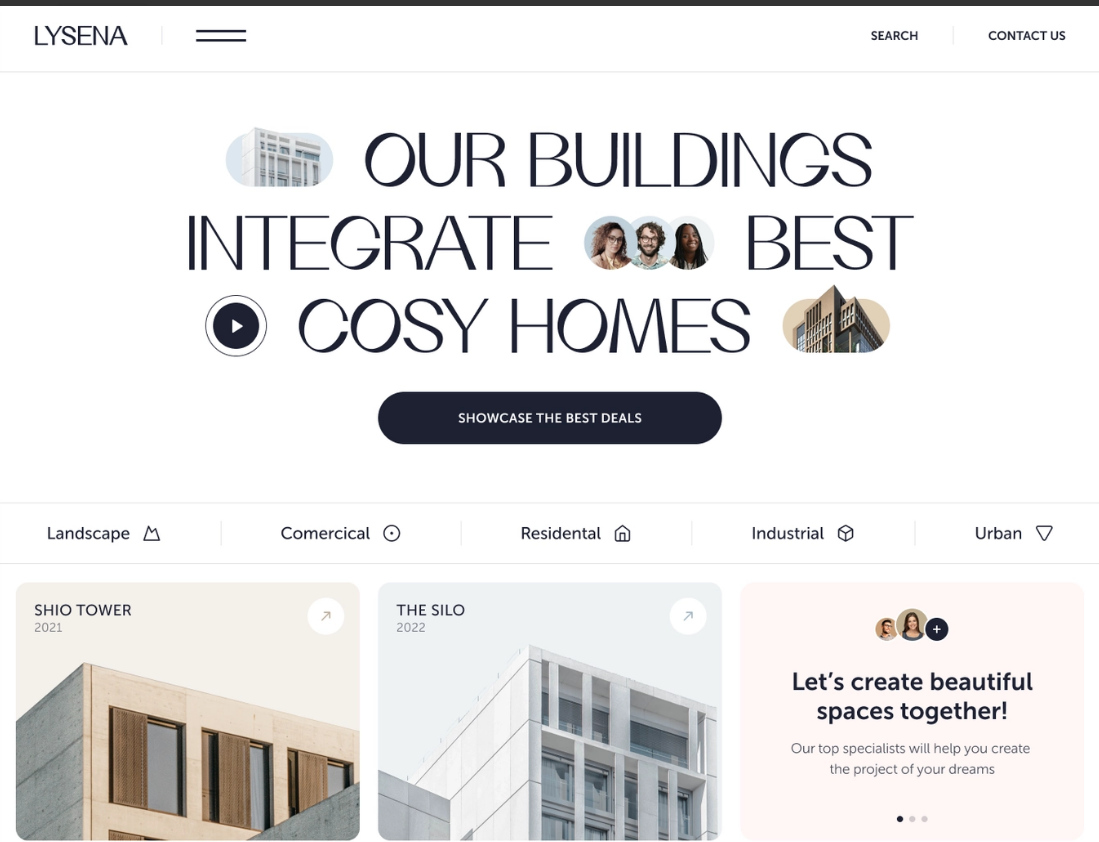 LYSENA
SEARCH
CONTACT US
OUR BUILDINGS
INTEGRATE BEST
COSY HOMES
SHOWCASE THE BEST DEALS
Landscape
Comercical
Residental
Industrial
Urban
SHIO TOWER
2021
THE SILO
2022
Let’s create beautiful
spaces together!
Our top specialists will help you create
the project of your dreams